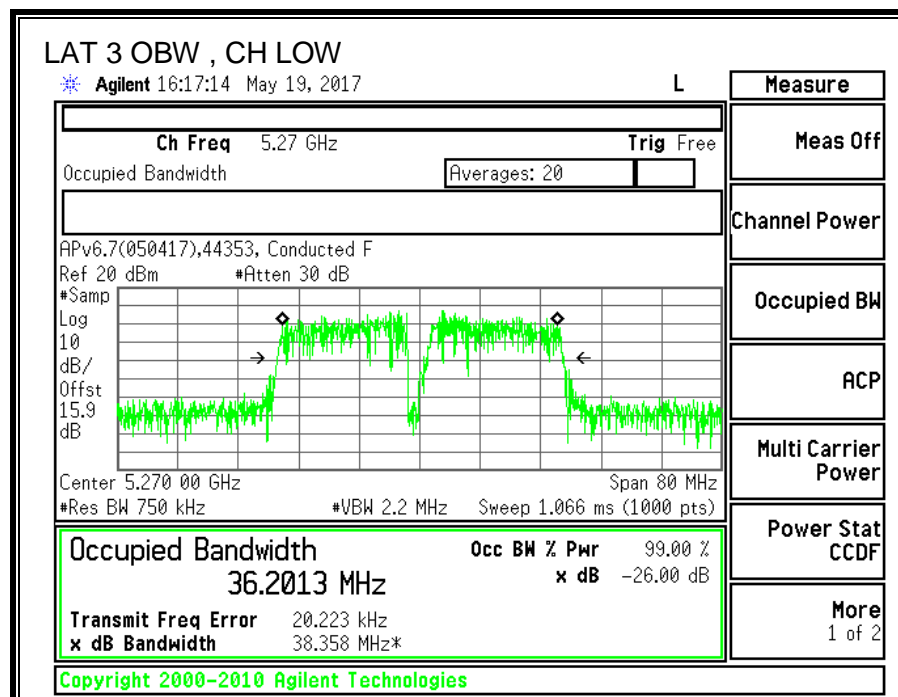 LAT 3 OBW , CH LOW
Agilent 16:17:14 May 19, 2017 L
Measure
Ch Freq 5.27 GHz Trig Free
Meas Off
Occupied Bandwidth Averages: 20
Channel Power
APv6.7(050417),44353, Conducted F
Ref 20 dBm #Atten 30 dB
#Samp
Log
10
dB/
Offst
15.9
dB
Occupied BW
ACP
Multi Carrier
Power
Center 5.270 00 GHz Span 80 MHz
#Res BW 750 kHz #VBW 2.2 MHz Sweep 1.066 ms (1000 pts)
Power Stat
CCDF
Occupied Bandwidth Occ BW % Pwr 99.00 %
36.2013 MHz x dB -26.00 dB
Transmit Freq Error 20.223 kHz
x dB Bandwidth 38.358 MHz*
More
1 of 2
Copyright 2000-2010 Agilent Technologies